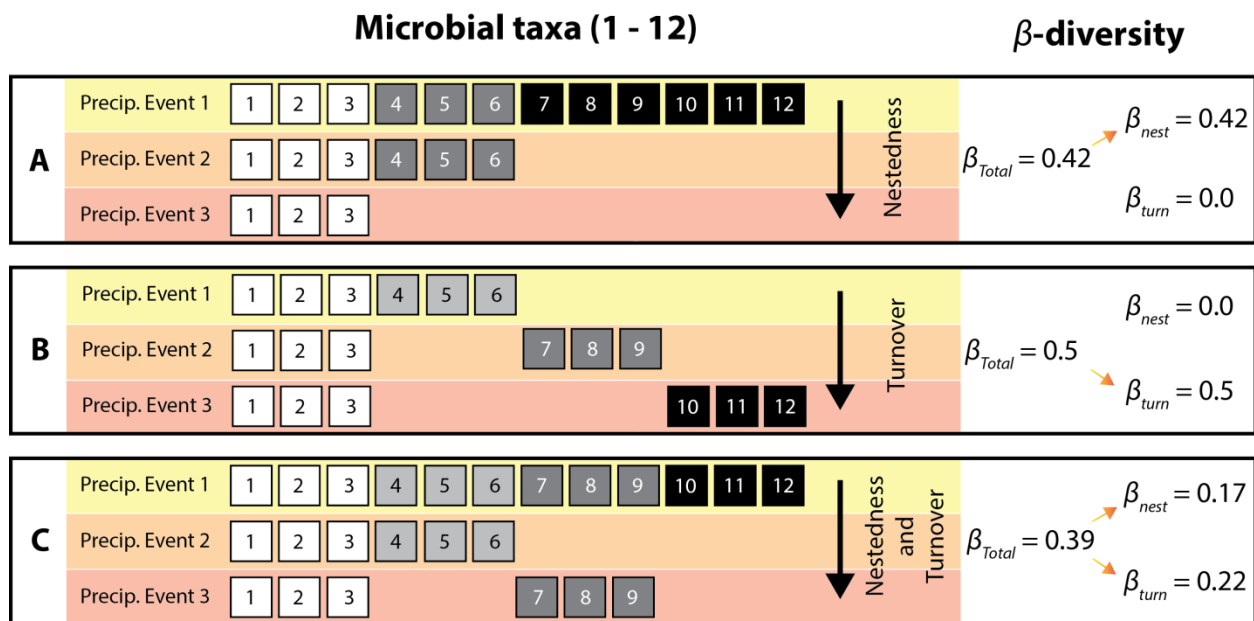 Microbial taxa (1 - 12)
β-diversity
A
Precip. Event 1 1 2 3 4 5 6 7 8 9 10 11 12
Precip. Event 2 1 2 3 4 5 6
Precip. Event 3 1 2 3
Nestedness
βTotal = 0.42
βnest = 0.42
βturn = 0.0
B
Precip. Event 1 1 2 3 4 5 6
Precip. Event 2 1 2 3 7 8 9
Precip. Event 3 1 2 3 10 11 12
Turnover
βTotal = 0.5
βnest = 0.0
βturn = 0.5
C
Precip. Event 1 1 2 3 4 5 6 7 8 9 10 11 12
Precip. Event 2 1 2 3 4 5 6
Precip. Event 3 1 2 3 7 8 9
Nestedness
and
Turnover
βTotal = 0.39
βnest = 0.17
βturn = 0.22